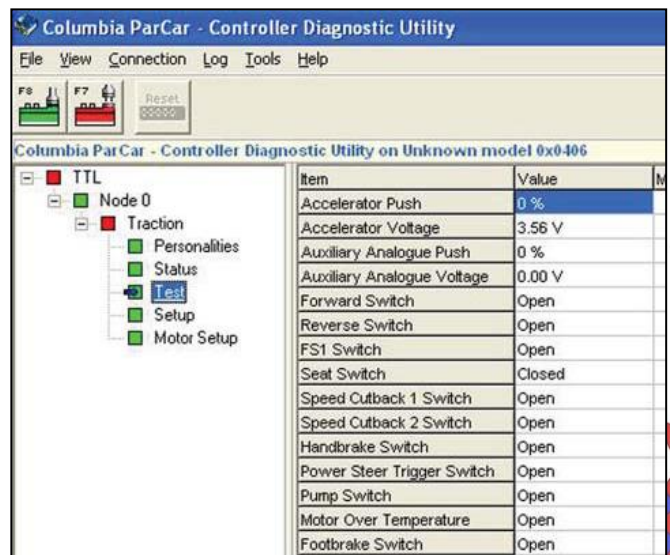 Columbia ParCar - Controller Diagnostic Utility
File View Connection Log Tools Help
F8 F7 Reset
Columbia ParCar - Controller Diagnostic Utility on Unknown model 0x0406
TTL
Node 0
Traction
Personalities
Status
Test
Setup
Motor Setup
Item Value M
Accelerator Push 0 %
Accelerator Voltage 3.56 V
Auxiliary Analogue Push 0 %
Auxiliary Analogue Voltage 0.00 V
Forward Switch Open
Reverse Switch Open
FS1 Switch Open
Seat Switch Closed
Speed Cutback 1 Switch Open
Speed Cutback 2 Switch Open
Handbrake Switch Open
Power Steer Trigger Switch Open
Pump Switch Open
Motor Over Temperature Open
Footbrake Switch Open